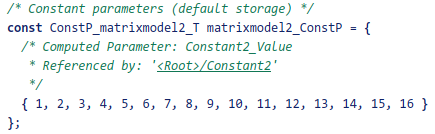 /* Constant parameters (default storage) */
const ConstP_matrixmodel2_T matrixmodel2_ConstP = {
  /* Computed Parameter: Constant2_Value
   * Referenced by: '<Root>/Constant2'
   */
  { 1, 2, 3, 4, 5, 6, 7, 8, 9, 10, 11, 12, 13, 14, 15, 16 }
};